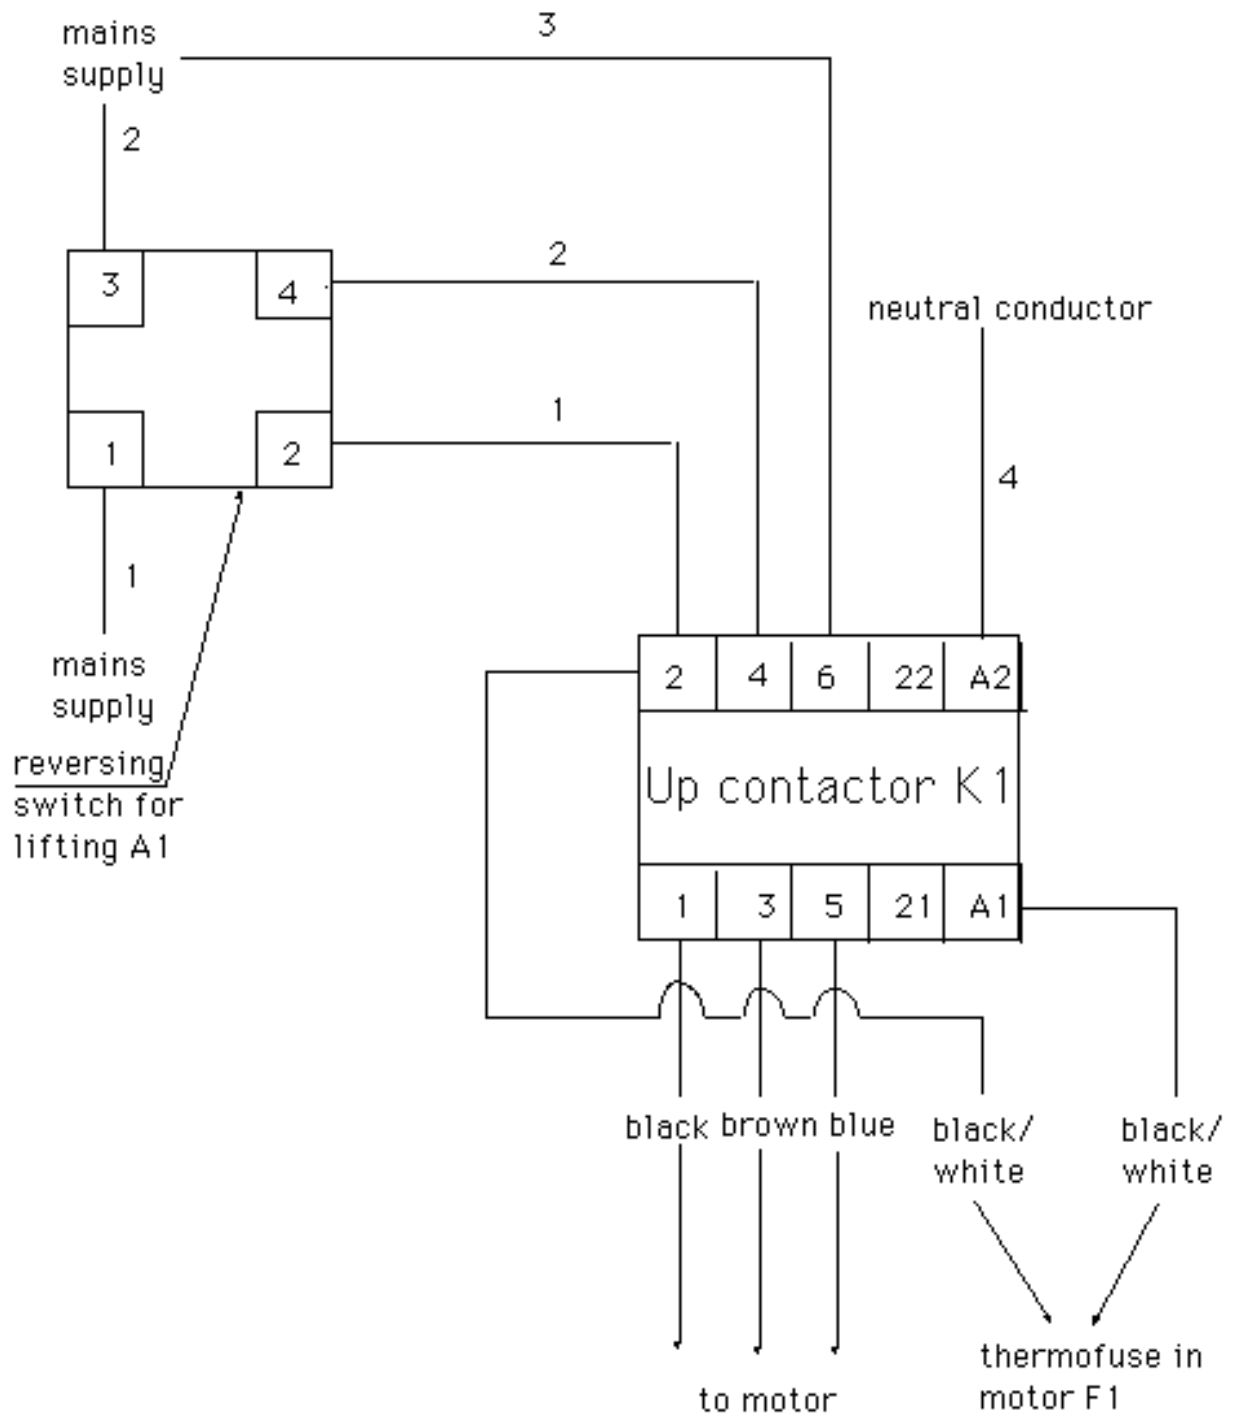 mains
supply
3
2
3
4
2
neutral conductor
1
2
1
4
1
mains
supply
reversing
switch for
lifting A1
2 4 6 22 A2
Up contactor K1
1 3 5 21 A1
black brown blue
black/
white
black/
white
thermofuse in
motor F1
to motor